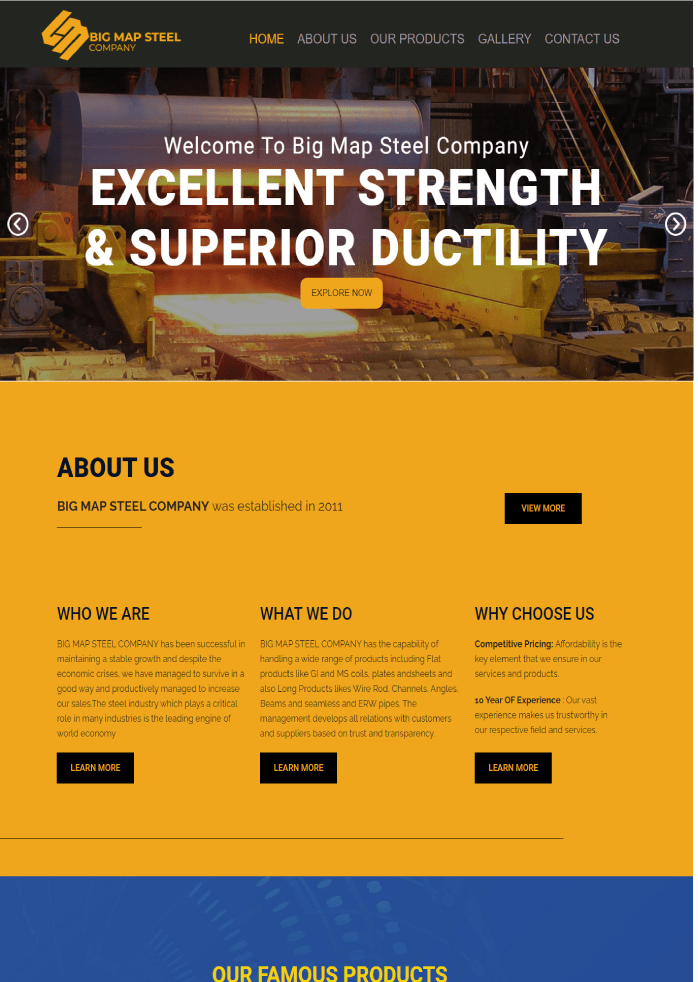 BIG MAP STEEL
COMPANY
HOME ABOUT US OUR PRODUCTS GALLERY CONTACT US
Welcome To Big Map Steel Company
EXCELLENT STRENGTH
& SUPERIOR DUCTILITY
EXPLORE NOW
ABOUT US
BIG MAP STEEL COMPANY was established in 2011
VIEW MORE
WHO WE ARE
BIG MAP STEEL COMPANY has been successful in
maintaining a stable growth and despite the
economic crises, we have managed to survive in a
good way and productively managed to increase
our sales.The steel industry which plays a critical
role in many industries is the leading engine of
world economy
LEARN MORE
WHAT WE DO
BIG MAP STEEL COMPANY has the capability of
handling a wide range of products including Flat
products like GI and MS coils, plates andsheets and
also Long Products likes Wire Rod, Channels, Angles,
Beams and seamless and ERW pipes. The
management develops all relations with customers
and suppliers based on trust and transparency.
LEARN MORE
WHY CHOOSE US
Competitive Pricing: Affordability is the
key element that we ensure in our
services and products.
10 Year OF Experience : Our vast
experience makes us trustworthy in
our respective field and services.
LEARN MORE
OUR FAMOUS PRODUCTS